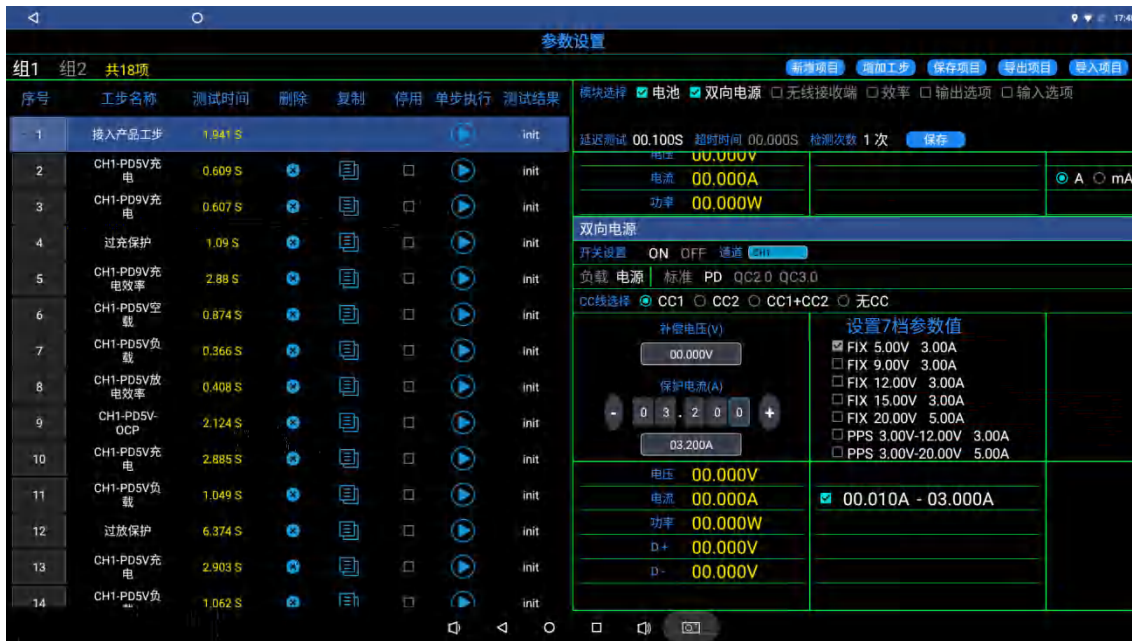 17:4
参数设置
组1 组2 共18项
新增项目 增加工步 保存项目 导出项目 导入项目
序号 工步名称 测试时间 删除 复制 停用 单步执行 测试结果
1 接入产品工步 1.941 S init
2 CH1-PD5V充电 0.609 S init
3 CH1-PD9V充电 0.607 S init
4 过充保护 1.09 S init
5 CH1-PD9V充电效率 2.88 S init
6 CH1-PD5V空载 0.874 S init
7 CH1-PD5V负载 0.366 S init
8 CH1-PD5V放电效率 0.408 S init
9 CH1-PD5V-OCP 2.124 S init
10 CH1-PD5V充电 2.885 S init
11 CH1-PD5V负载 1.049 S init
12 过放保护 6.374 S init
13 CH1-PD5V充电 2.903 S init
14 CH1-PD5V负 1.062 S init
模块选择 电池 双向电源 无线接收端 效率 输出选项 输入选项
延迟测试 00.100S 超时时间 00.000S 检测次数 1 次 保存
电压 00.000V
电流 00.000A A mA
功率 00.000W
双向电源
开关设置 ON OFF 通道 CH1
负载 电源 标准 PD QC2.0 QC3.0
CC线选择 CC1 CC2 CC1+CC2 无CC
补偿电压(V)
00.000V
保护电流(A)
- 0 3 . 2 0 0 +
03.200A
设置7档参数值
FIX 5.00V 3.00A
FIX 9.00V 3.00A
FIX 12.00V 3.00A
FIX 15.00V 3.00A
FIX 20.00V 5.00A
PPS 3.00V-12.00V 3.00A
PPS 3.00V-20.00V 5.00A
电压 00.000V
电流 00.000A 00.010A - 03.000A
功率 00.000W
D+ 00.000V
D- 00.000V